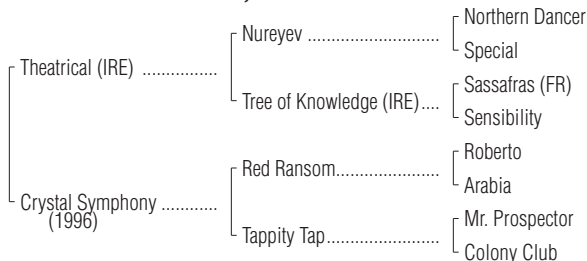 Northern Dancer
Nureyev ..............................
Special
Theatrical (IRE) ................
Sassafras (FR)
Tree of Knowledge (IRE)....
Sensibility
Roberto
Red Ransom.......................
Arabia
Crystal Symphony ............
(1996)
Mr. Prospector
Tappity Tap.........................
Colony Club